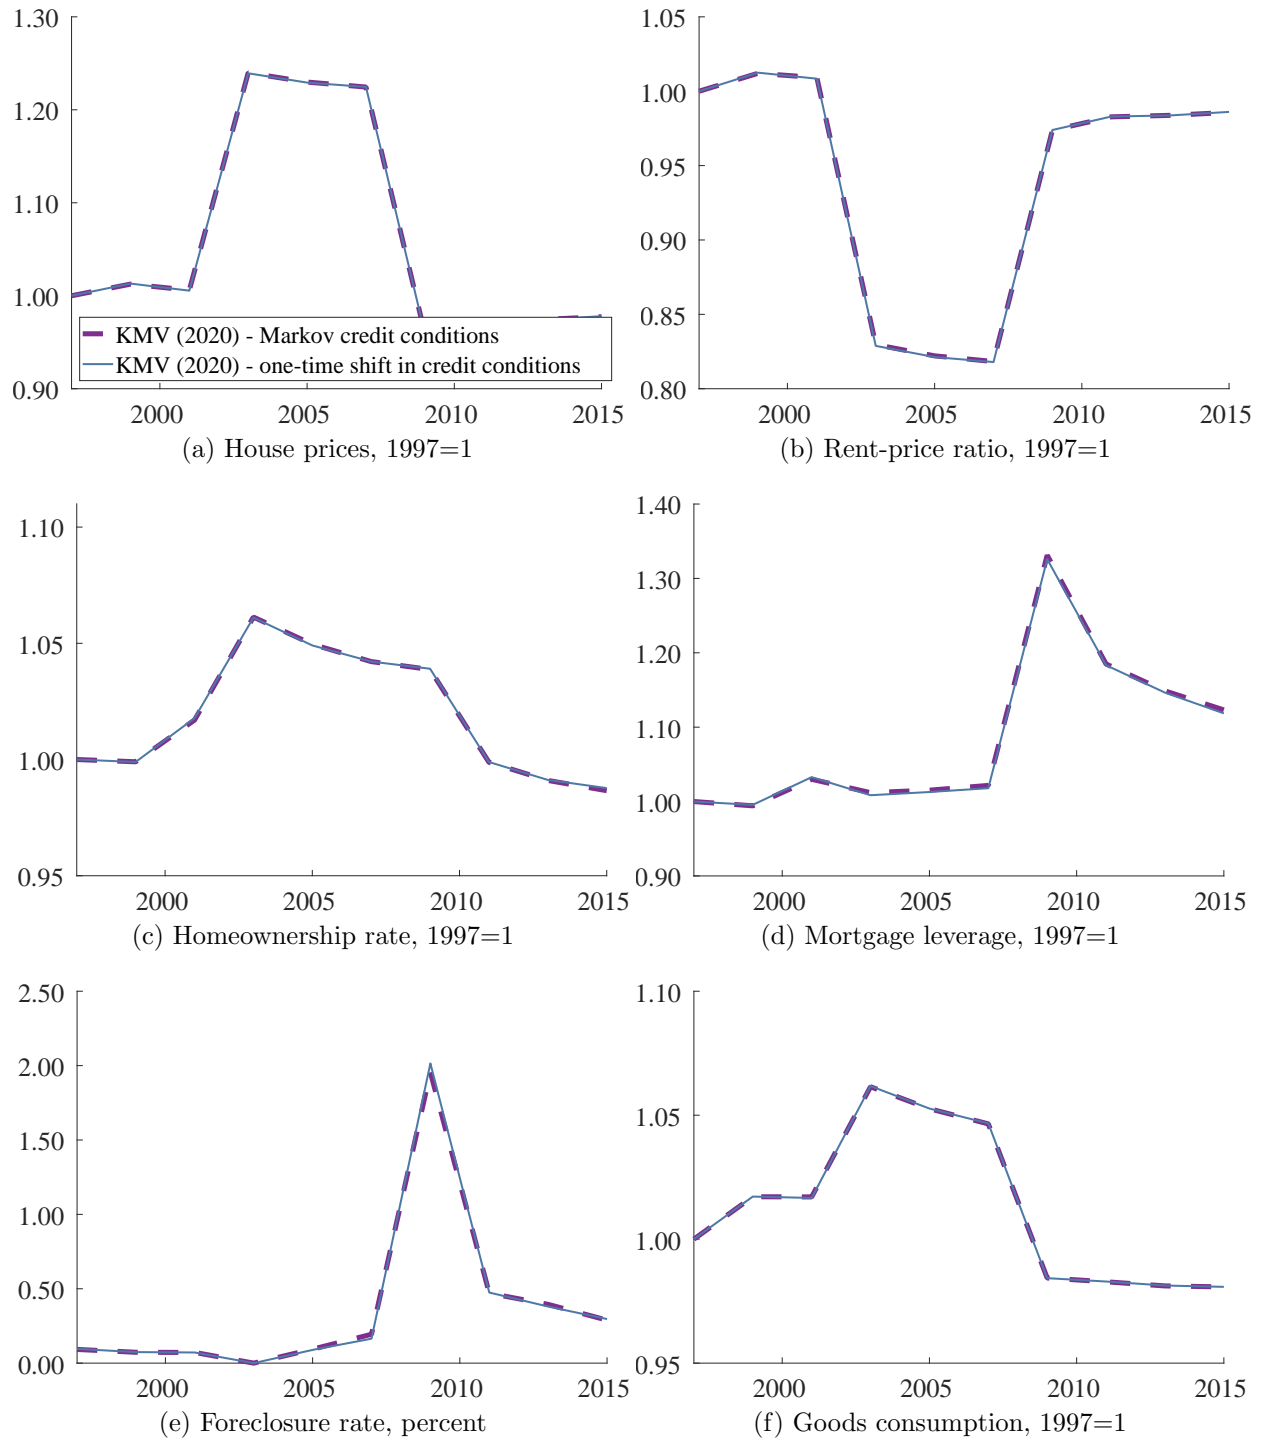 1.30
1.20
1.10
1.00
0.90
KMV (2020) - Markov credit conditions
KMV (2020) - one-time shift in credit conditions
2000 2005 2010 2015
(a) House prices, 1997=1
1.05
1.00
0.95
0.90
0.85
0.80
2000 2005 2010 2015
(b) Rent-price ratio, 1997=1
1.10
1.05
1.00
0.95
2000 2005 2010 2015
(c) Homeownership rate, 1997=1
1.40
1.30
1.20
1.10
1.00
0.90
2000 2005 2010 2015
(d) Mortgage leverage, 1997=1
2.50
2.00
1.50
1.00
0.50
0.00
2000 2005 2010 2015
(e) Foreclosure rate, percent
1.10
1.05
1.00
0.95
2000 2005 2010 2015
(f) Goods consumption, 1997=1